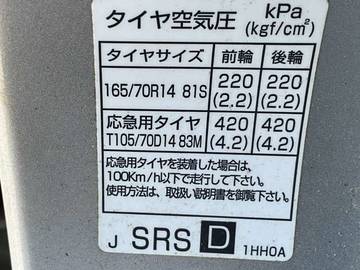 タイヤ空気圧 kPa (kgf/cm²)
タイヤサイズ 前輪 後輪
165/70R14 81S 220 (2.2) 220 (2.2)
応急用タイヤ 420 420
T105/70D14 83M (4.2) (4.2)
応急用タイヤを装着した場合は、
100Km/h以下で走行して下さい。
使用方法は、取扱い説明書を御覧下さい。
J SRS D 1HH0A